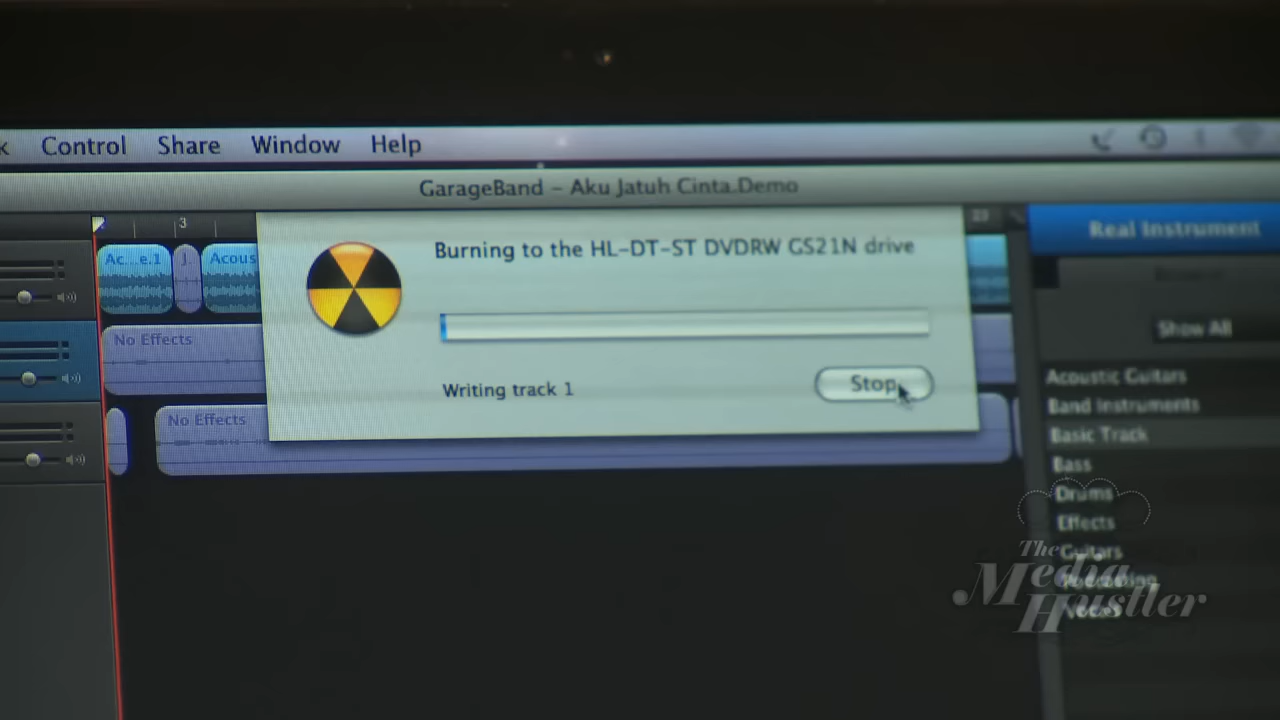 Control Share Window Help
GarageBand – Aku Jatuh Cinta.Demo
3
Real Instrument
Burning to the HL-DT-ST DVDRW GS21N drive
Ac...e.1
J.
Acous
Show All
No Effects
Writing track 1
Stop
Acoustic Guitars
Band Instruments
Basic Track
No Effects
Bass
Drums
Effects
Guitars
Podcasting
Vocals
The
Media
Hustler